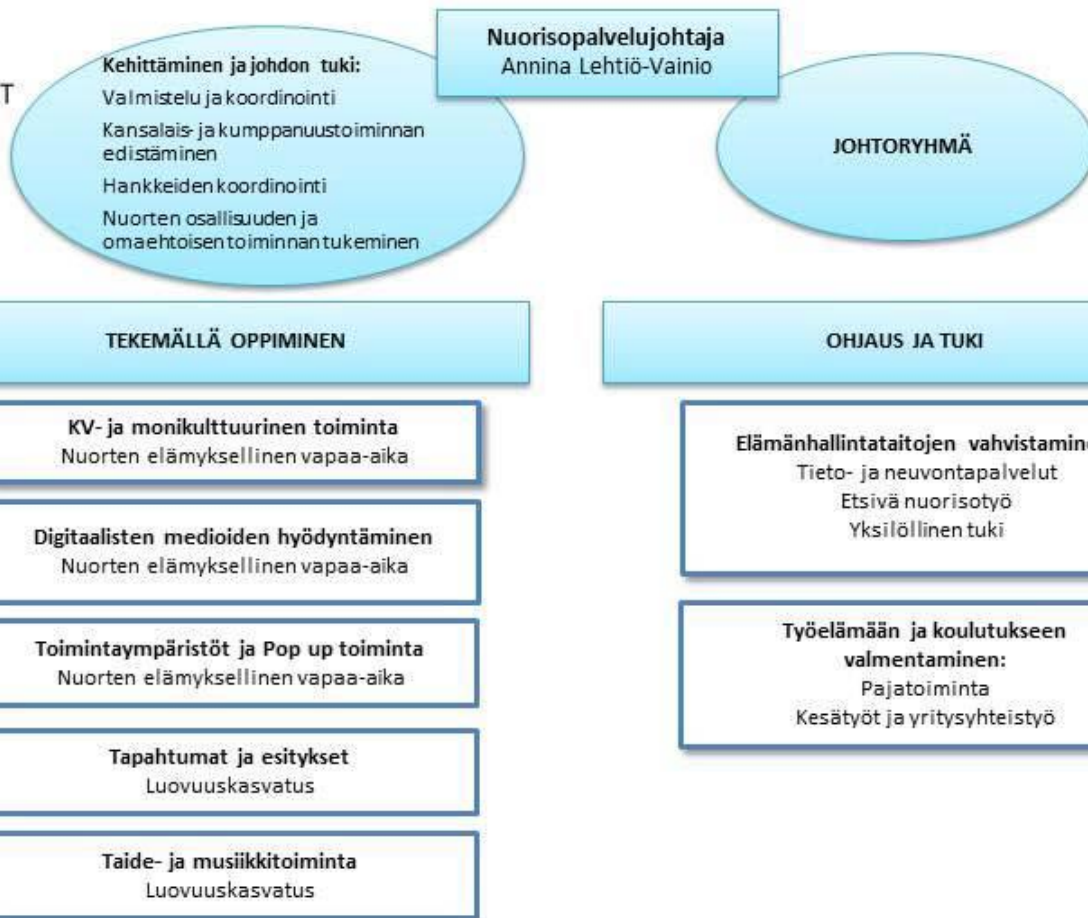 Nuorisopalvelujohtaja
Annina Lehtiö-Vainio
T
Kehittäminen ja johdon tuki:
Valmistelu ja koordinointi
Kansalais- ja kumppanuustoiminnan
edistäminen
Hankkeiden koordinointi
Nuorten osallisuuden ja
omaehtoisen toiminnan tukeminen
JOHTORYHMÄ
TEKEMÄLLÄ OPPIMINEN
KV- ja monikulttuurinen toiminta
Nuorten elämyksellinen vapaa-aika
Digitaalisten medioiden hyödyntäminen
Nuorten elämyksellinen vapaa-aika
Toimintaympäristöt ja Pop up toiminta
Nuorten elämyksellinen vapaa-aika
Tapahtumat ja esitykset
Luovuuskasvatus
Taide- ja musiikkitoiminta
Luovuuskasvatus
OHJAUS JA TUKI
Elämänhallintataitojen vahvistamin
Tieto- ja neuvontapalvelut
Etsivä nuorisotyö
Yksilöllinen tuki
Työelämään ja koulutukseen
valmentaminen:
Pajatoiminta
Kesätyöt ja yritysyhteistyö